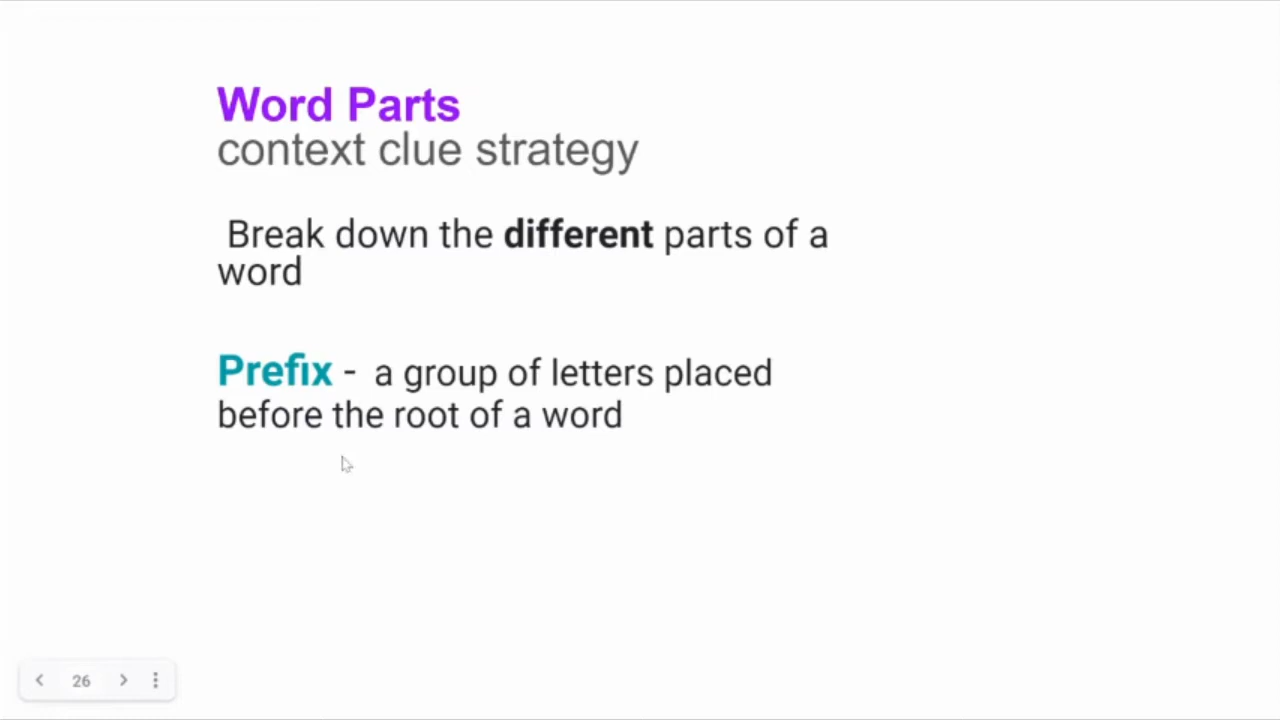 Word Parts
context clue strategy
Break down the different parts of a
word
Prefix - a group of letters placed
before the root of a word
26